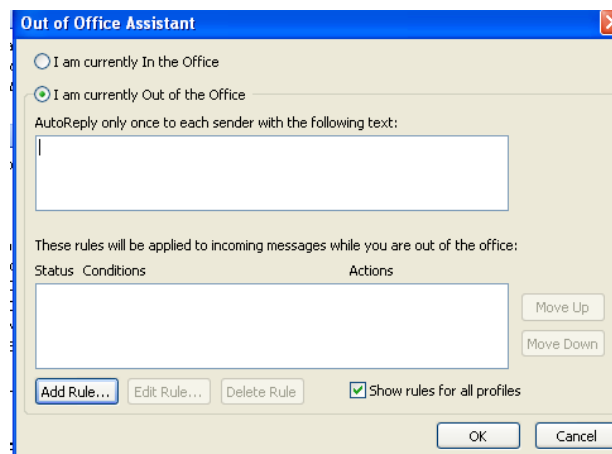 Out of Office Assistant
I am currently In the Office
I am currently Out of the Office
AutoReply only once to each sender with the following text:
These rules will be applied to incoming messages while you are out of the office:
Status Conditions Actions
Move Up
Move Down
Add Rule... Edit Rule... Delete Rule Show rules for all profiles
OK Cancel